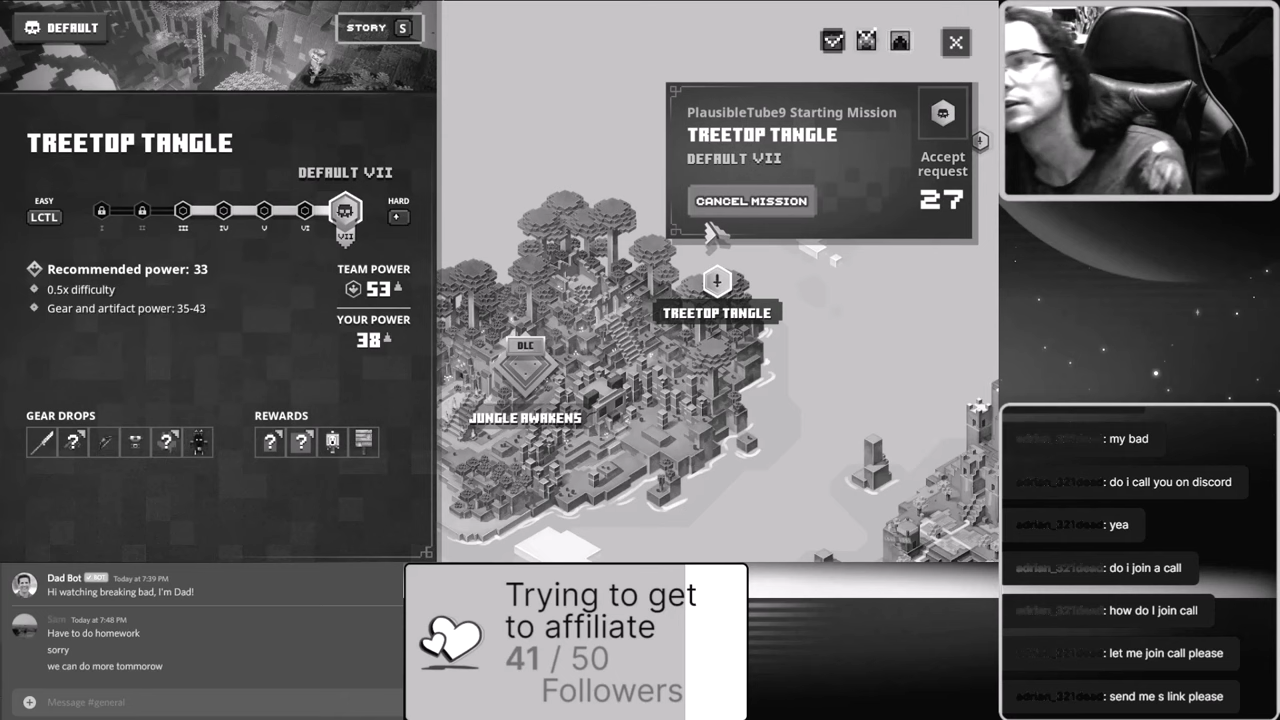 DEFAULT
STORY S
TREETOP TANGLE
DEFAULT VII
EASY
LCTL
HARD
I II III IV V VI VII
Recommended power: 33
0.5x difficulty
Gear and artifact power: 35-43
TEAM POWER
53
YOUR POWER
38
GEAR DROPS
REWARDS
PlausibleTube9 Starting Mission
TREETOP TANGLE
DEFAULT VII
CANCEL MISSION
Accept
request
27
TREETOP TANGLE
DLC
JUNGLE AWAKENS
Dad Bot BOT Today at 7:39 PM
Hi watching breaking bad, I'm Dad!
Today at 7:48 PM
Have to do homework
sorry
we can do more tommorow
Message #general
Trying to get
to affiliate
41 / 50
Followers
adrian_321dead: my bad
adrian_321dead: do i call you on discord
adrian_321dead: yea
adrian_321dead: do i join a call
adrian_321dead: how do I join call
: let me join call please
adrian_321dead: send me s link please